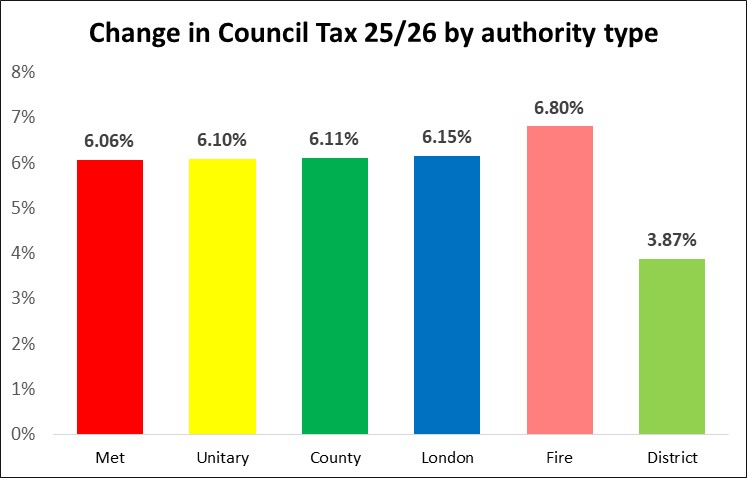 Change in Council Tax 25/26 by authority type
8%
7%
6%
5%
4%
3%
2%
1%
0%
6.06%
6.10%
6.11%
6.15%
6.80%
3.87%
Met
Unitary
County
London
Fire
District